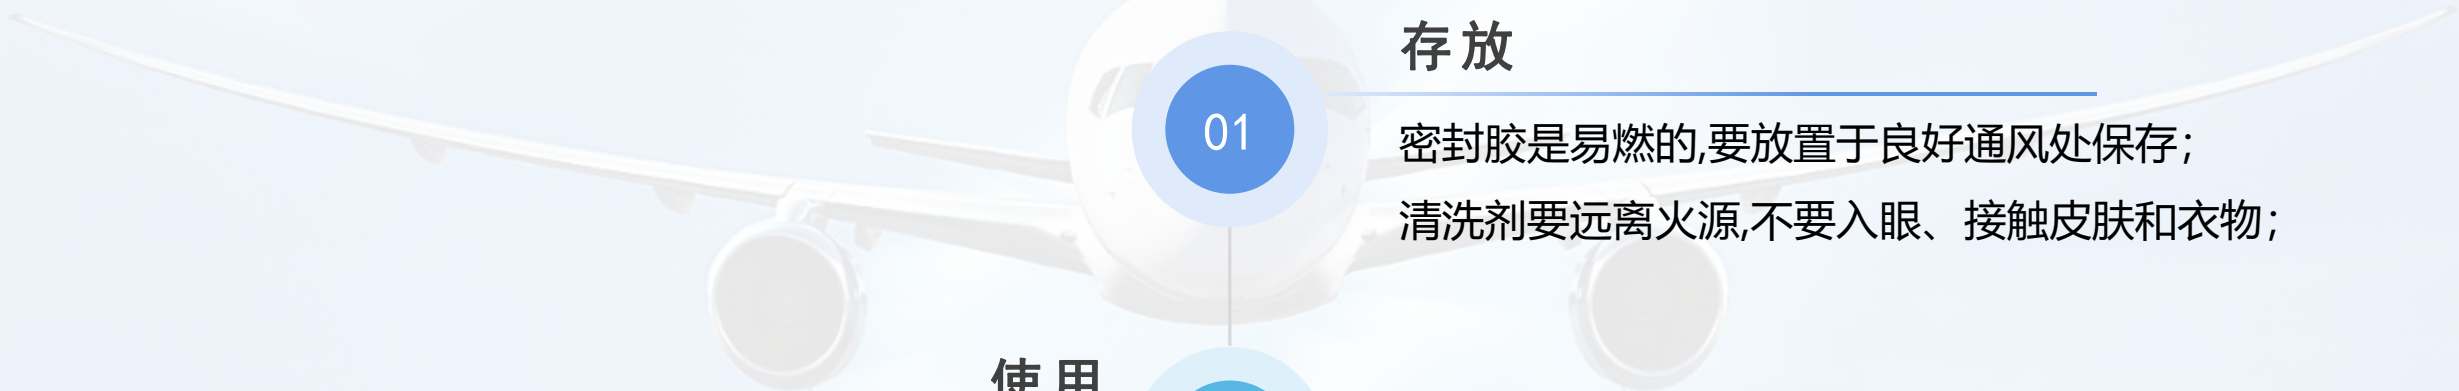 存放
01
密封胶是易燃的,要放置于良好通风处保存；
清洗剂要远离火源,不要入眼、接触皮肤和衣物；
使用